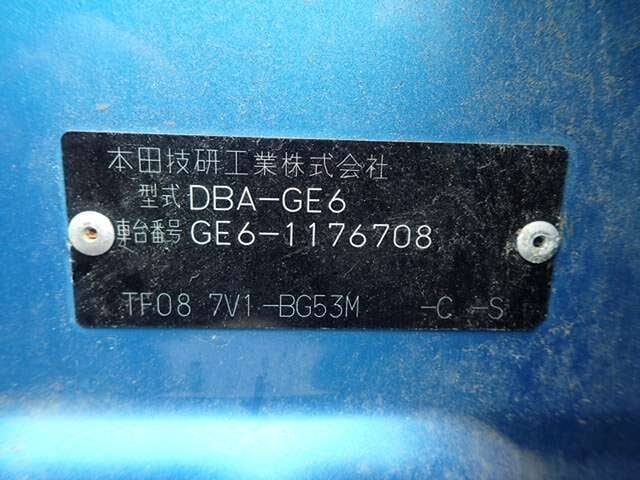 本田技研工業株式会社
型式 DBA-GE6
車台番号 GE6-1176708
TF08 7V1-BG53M -C -S